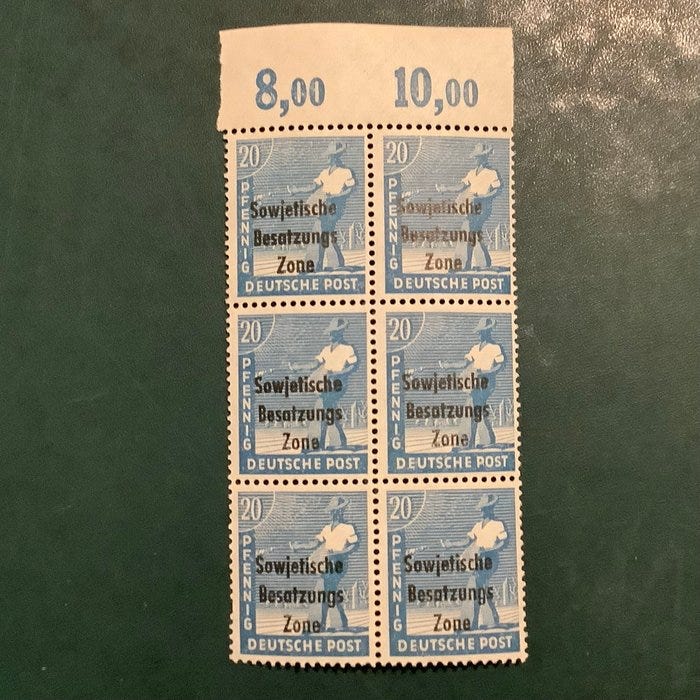 8,00 10,00
20 20
PFENNIG PFENNIG
Sowjetische Sowjetische
Besatzungs Besatzungs
Zone Zone
DEUTSCHE POST DEUTSCHE POST
20 20
PFENNIG PFENNIG
Sowjetische Sowjetische
Besatzungs Besatzungs
Zone Zone
DEUTSCHE POST DEUTSCHE POST
20 20
PFENNIG PFENNIG
Sowjetische Sowjetische
Besatzungs Besatzungs
Zone Zone
DEUTSCHE POST DEUTSCHE POST